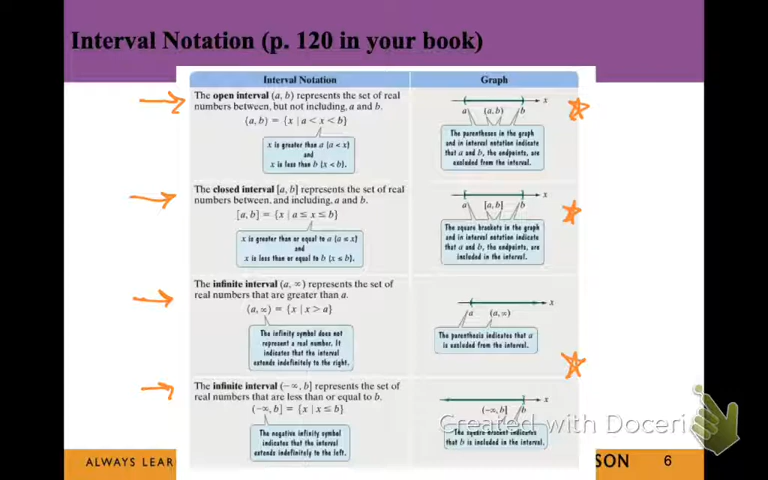 Interval Notation (p. 120 in your book)
Interval Notation
Graph
The open interval (a, b) represents the set of real
numbers between, but not including, a and b.
(a, b) = {x | a < x < b}
x is greater than a (a < x)
and
x is less than b (x < b).
a (a, b) b x
The parentheses in the graph
and in interval notation indicate
that a and b, the endpoints, are
excluded from the interval.
The closed interval [a, b] represents the set of real
numbers between, and including, a and b.
[a, b] = {x | a ≤ x ≤ b}
x is greater than or equal to a (a ≤ x)
and
x is less than or equal to b (x ≤ b).
a [a, b] b x
The square brackets in the graph
and in interval notation indicate
that a and b, the endpoints, are
included in the interval.
The infinite interval (a, ∞) represents the set of
real numbers that are greater than a.
(a, ∞) = {x | x > a}
The infinity symbol does not
represent a real number. It
indicates that the interval
extends indefinitely to the right.
a (a, ∞) x
The parenthesis indicates that a
is excluded from the interval.
The infinite interval (−∞, b] represents the set of
real numbers that are less than or equal to b.
(−∞, b] = {x | x ≤ b}
The negative infinity symbol
indicates that the interval
extends indefinitely to the left.
(−∞, b] b x
The square bracket indicates
that b is included in the interval.
Created with Doceri
ALWAYS LEAR
SON 6